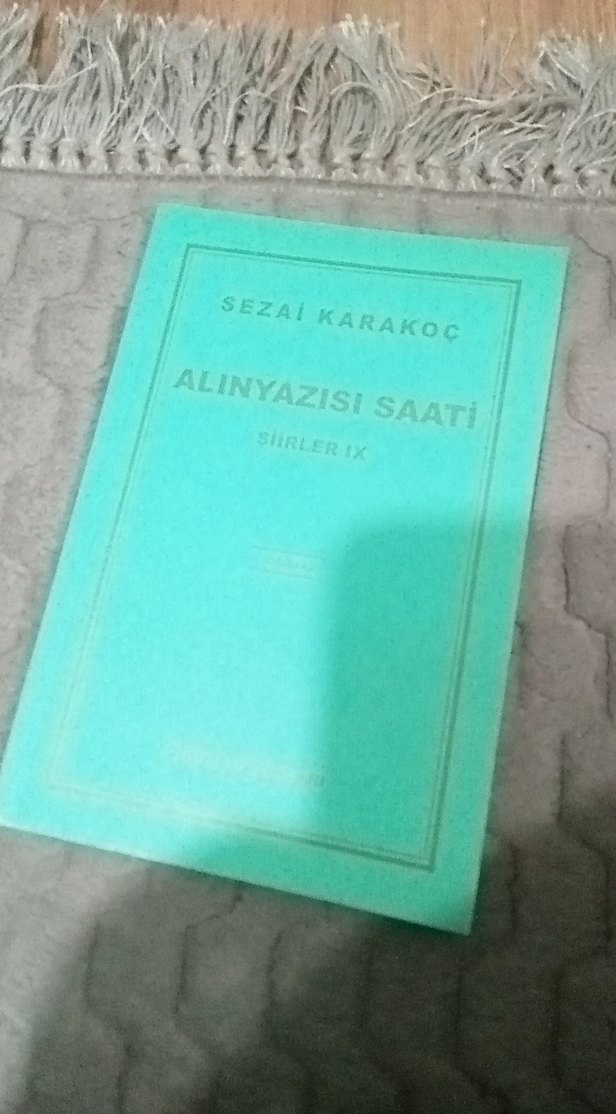 SEZAİ KARAKOÇ
ALINYAZISI SAATİ
ŞİİRLER IX